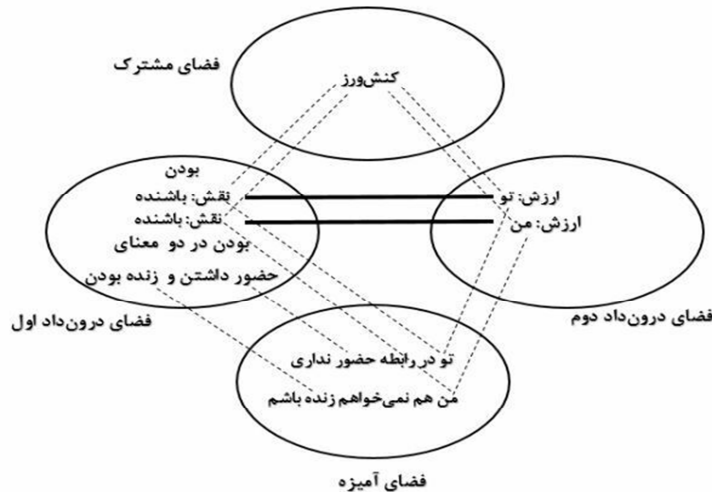 فضای مشترک
کنش‌ورز
بودن
نقش: باشنده
نقش: باشنده
بودن در دو معنای
حضور داشتن و زنده بودن
فضای درون‌داد اول
ارزش: تو
ارزش: من
فضای درون‌داد دوم
تو در رابطه حضور نداری
من هم نمی‌خواهم زنده باشم
فضای آمیزه